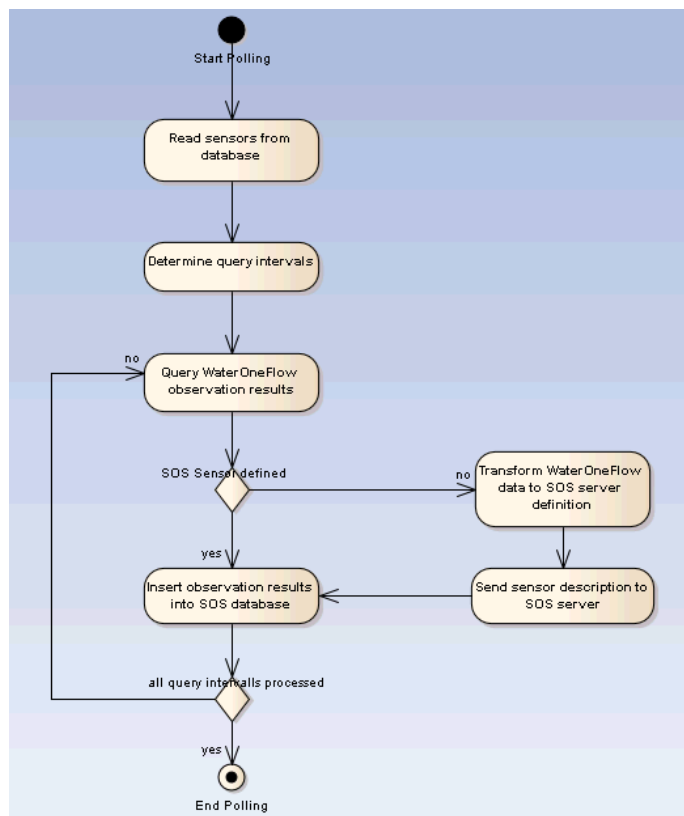 Start Polling
Read sensors from
database
Determine query intervals
no
Query WaterOneFlow
observation results
SOS Sensor defined
no
Transform WaterOneFlow
data to SOS server
definition
yes
Insert observation results
into SOS database
Send sensor description to
SOS server
all query intervalls processed
yes
End Polling